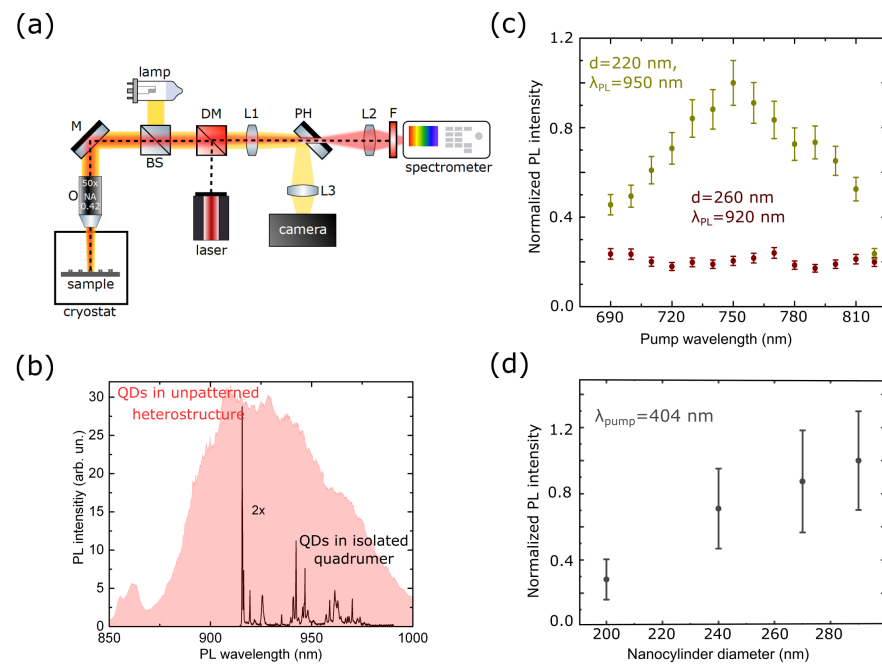 (a)
lamp
M
DM
L1
PH
L2
F
BS
spectrometer
O
50x
NA
0.42
L3
laser
camera
sample
cryostat
(b)
QDs in unpatterned
heterostructure
2x
QDs in isolated
quadrumer
PL intensitiy (arb. un.)
30
25
20
15
10
5
0
850
900
950
1000
PL wavelength (nm)
(c)
d=220 nm,
λPL=950 nm
d=260 nm
λPL=920 nm
Normalized PL intensity
1.2
0.8
0.4
0.0
690
720
750
780
810
Pump wavelength (nm)
(d)
λpump=404 nm
Normalized PL intensity
1.2
0.8
0.4
0.0
200
220
240
260
280
Nanocylinder diameter (nm)